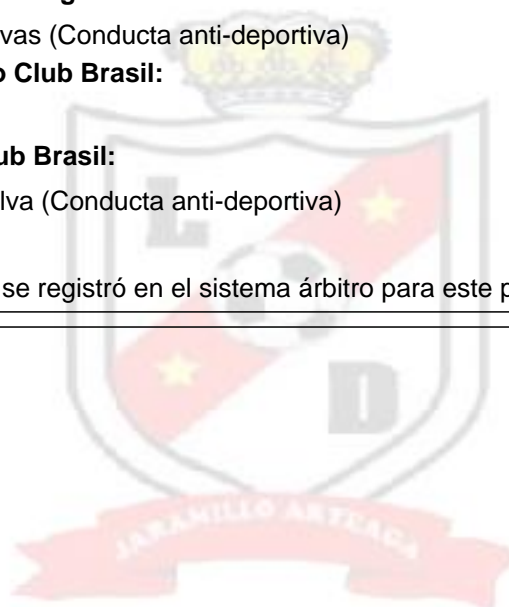 vas (Conducta anti-deportiva)
o Club Brasil:
ub Brasil:
lva (Conducta anti-deportiva)
se registró en el sistema árbitro para este p
L
D
JARAMILLO ARTEAGA